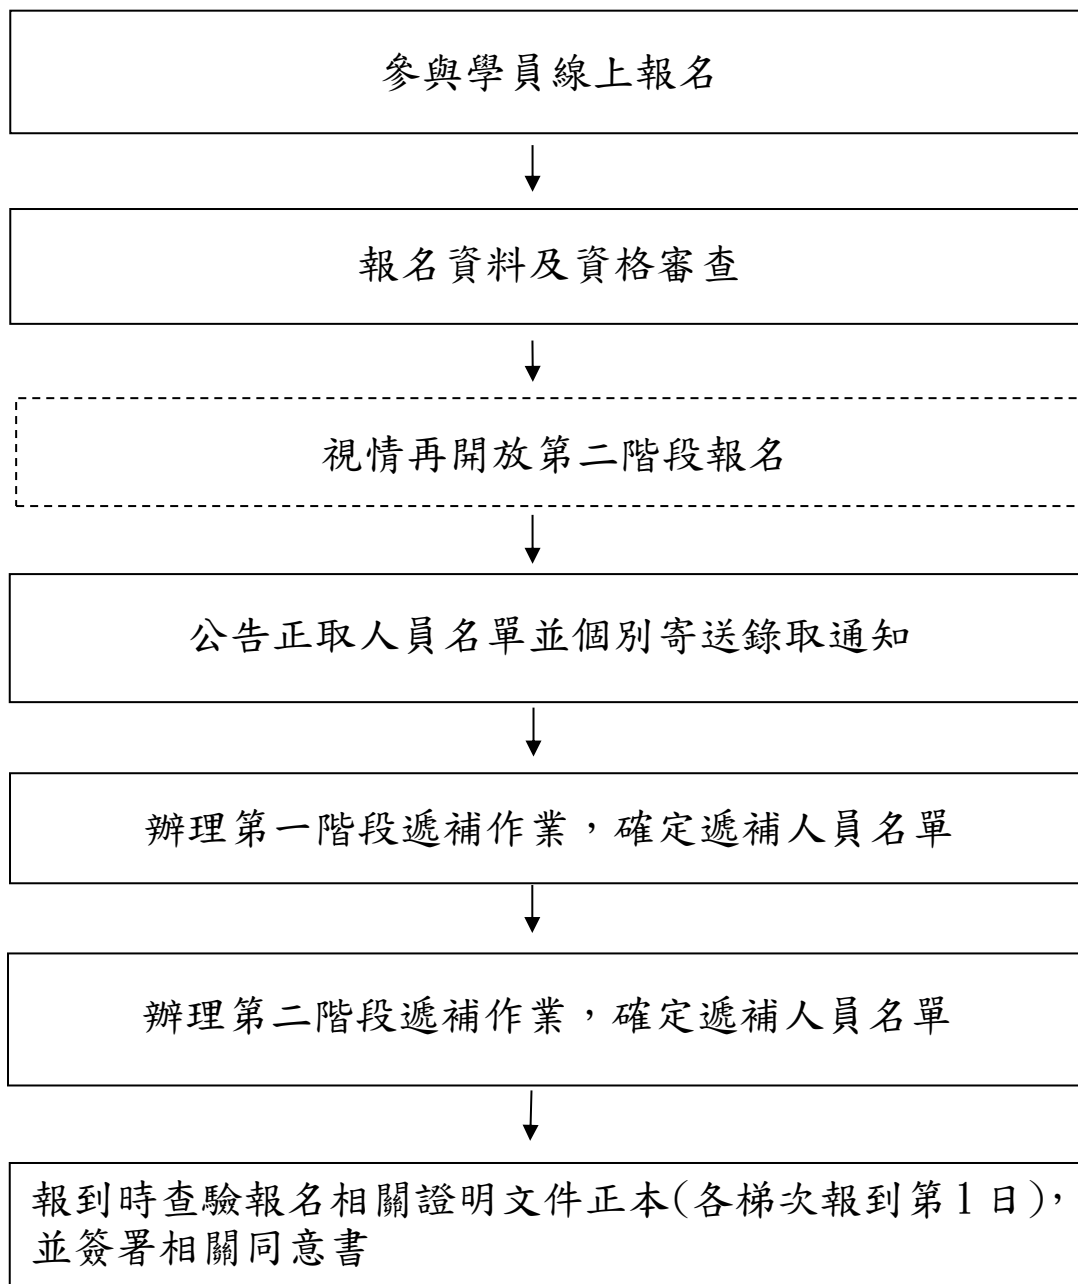 參與學員線上報名
報名資料及資格審查
視情再開放第二階段報名
公告正取人員名單並個別寄送錄取通知
辦理第一階段遞補作業，確定遞補人員名單
辦理第二階段遞補作業，確定遞補人員名單
報到時查驗報名相關證明文件正本(各梯次報到第1日)，
並簽署相關同意書